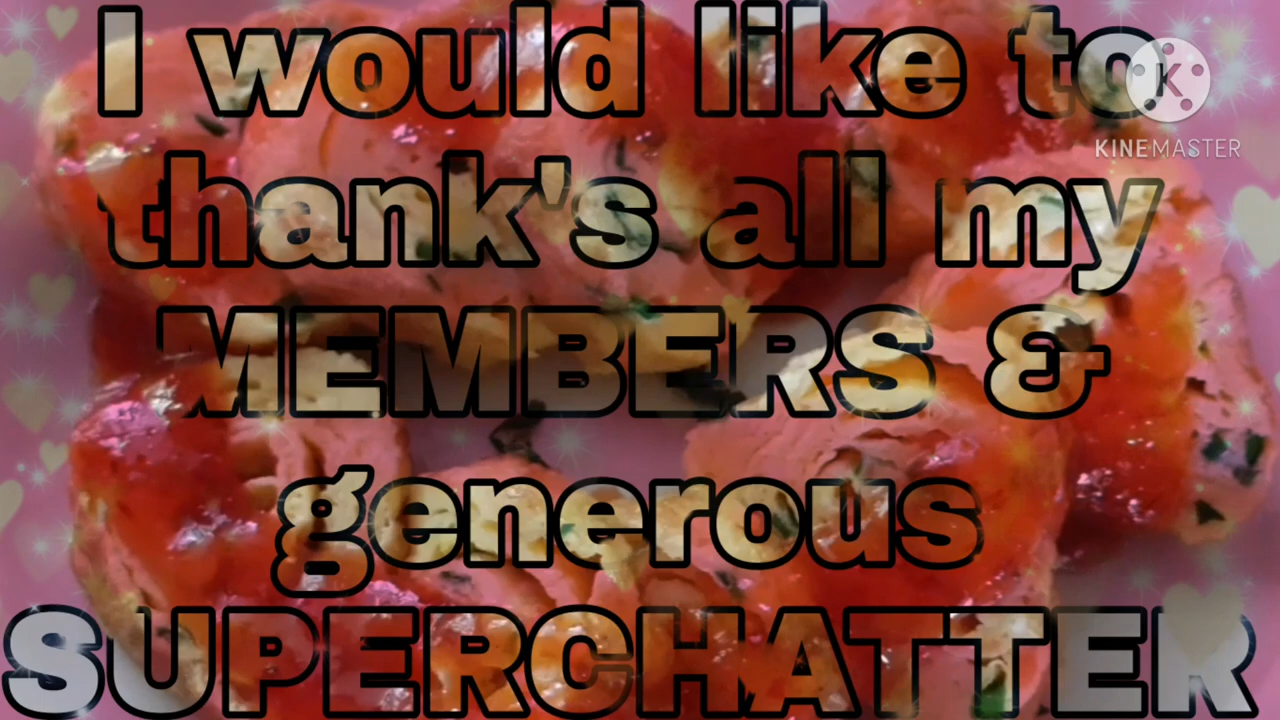 I would like to
thank's all my
MEMBERS &
generous
SUPERCHATTER
K
KINEMASTER